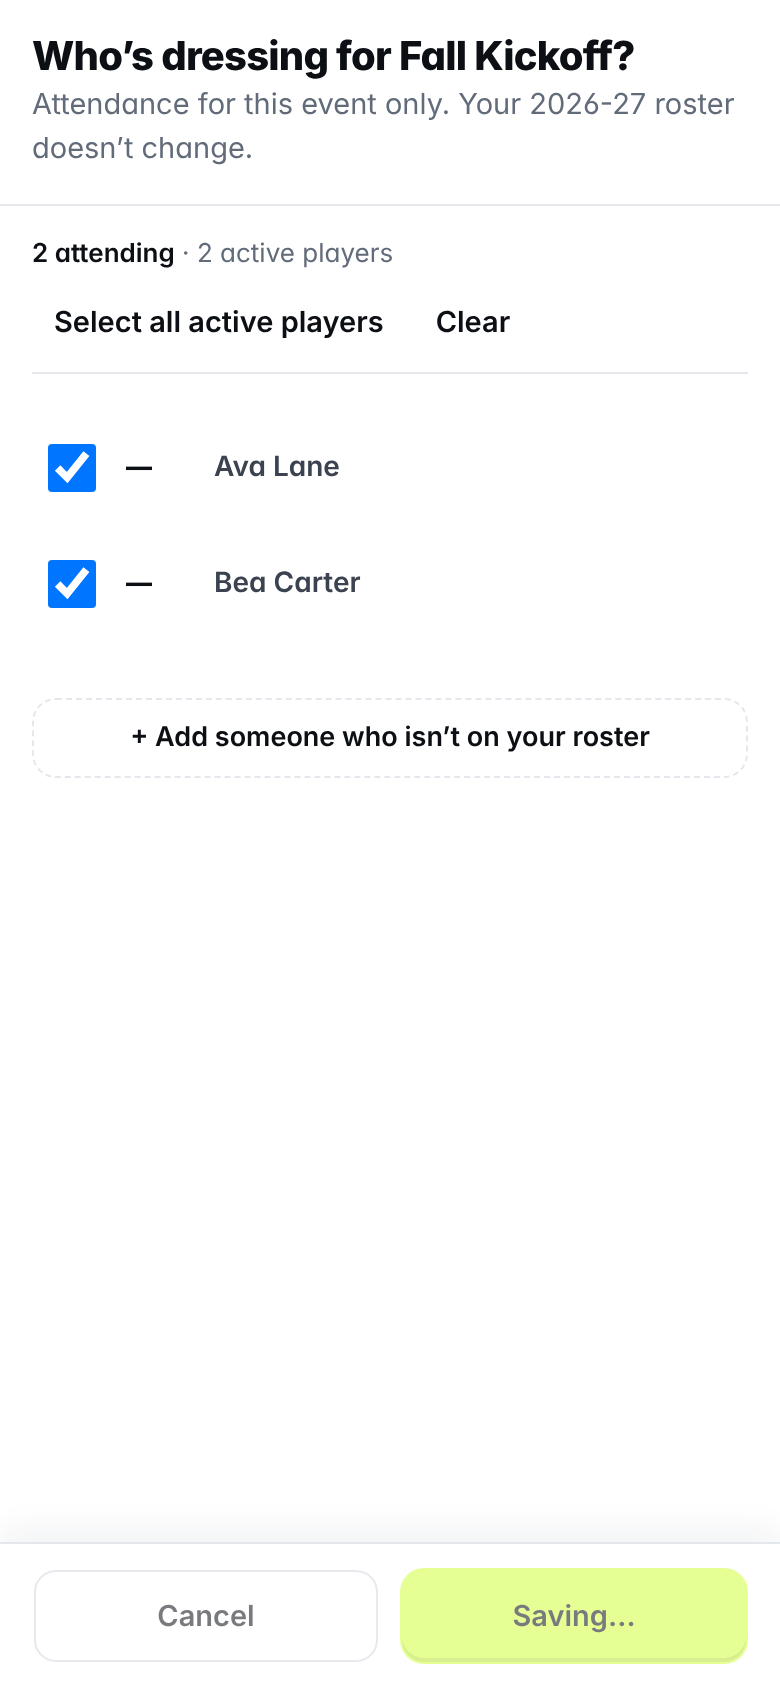 Who’s dressing for Fall Kickoff?
Attendance for this event only. Your 2026-27 roster
doesn’t change.
2 attending · 2 active players
Select all active players Clear
— Ava Lane
— Bea Carter
+ Add someone who isn’t on your roster
Cancel Saving…